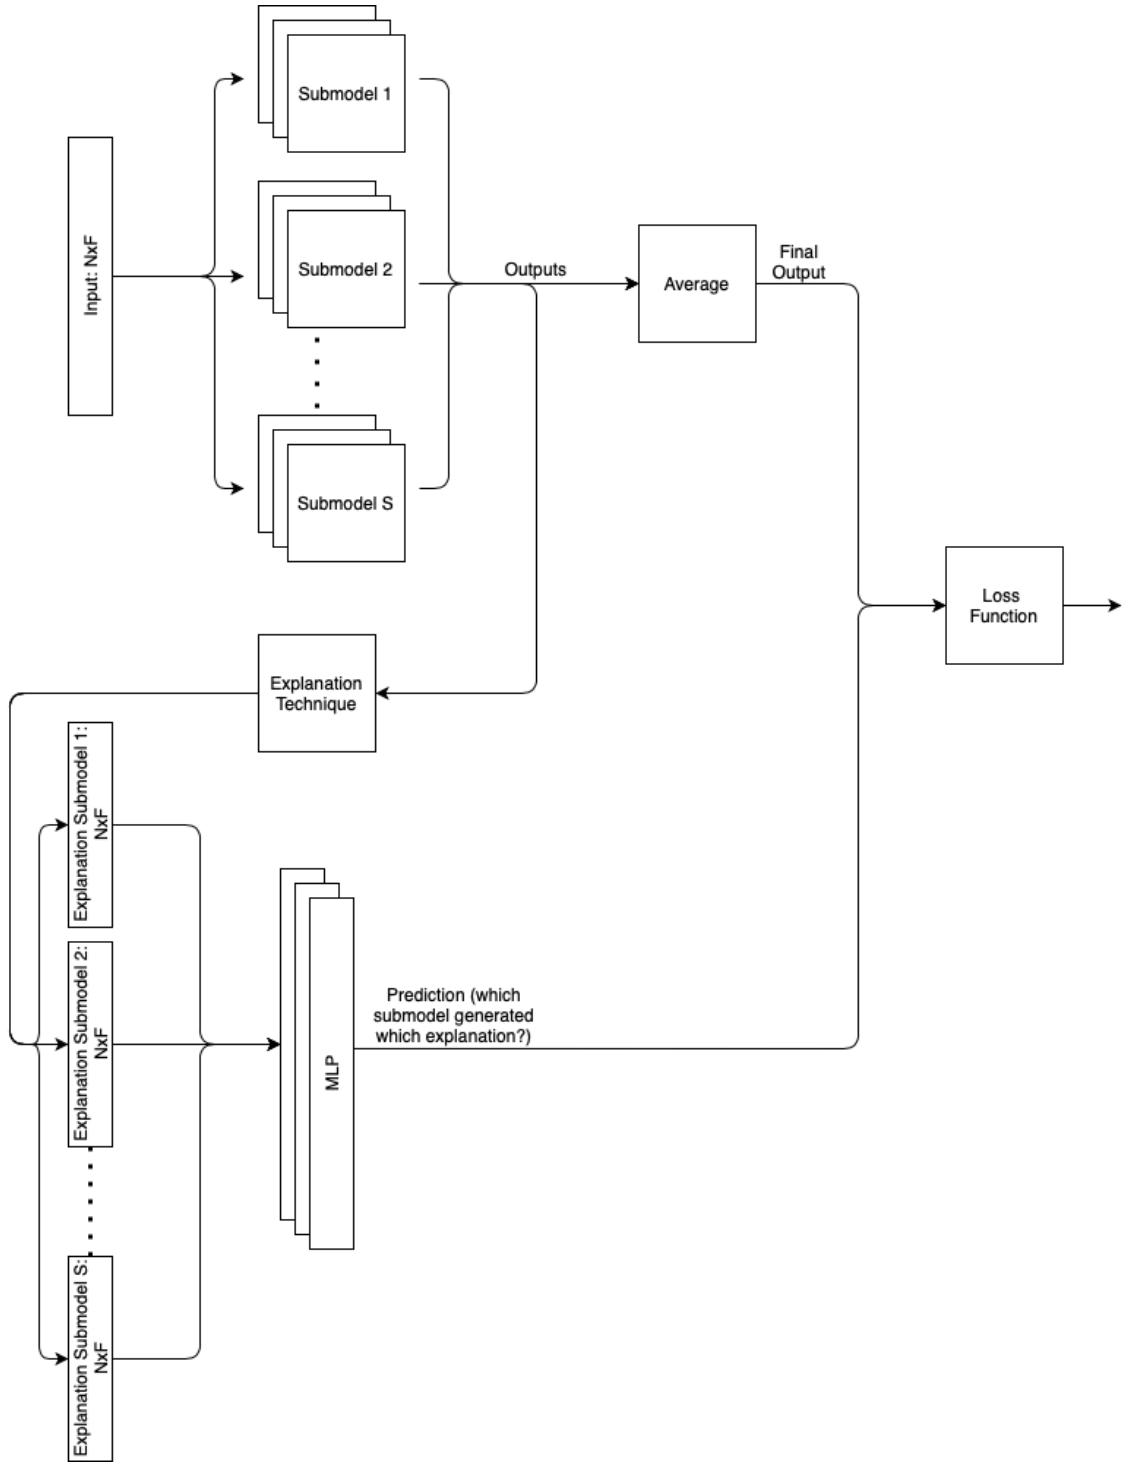 Submodel 1
Input: NxF
Submodel 2
Outputs
Average
Final
Output
Submodel S
Loss
Function
Explanation
Technique
Explanation Submodel 1:
NxF
Explanation Submodel 2:
NxF
MLP
Prediction (which
submodel generated
which explanation?)
Explanation Submodel S:
NxF